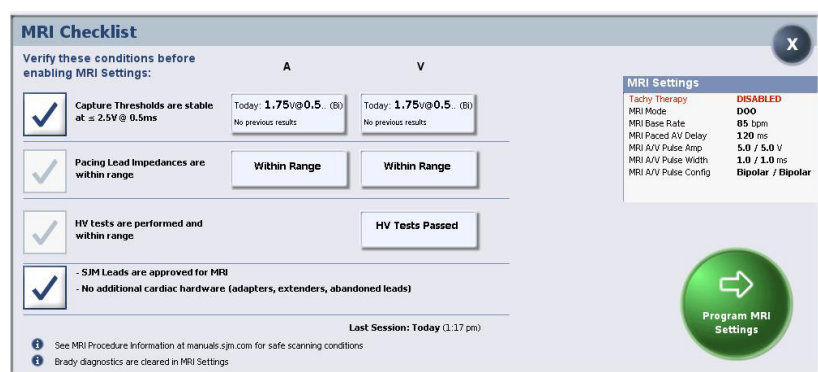 MRI Checklist
X
Verify these conditions before
enabling MRI Settings:
A
V
Capture Thresholds are stable
at ≤ 2.5V @ 0.5ms
Today: 1.75V@0.5.. (Bi)
No previous results
Today: 1.75V@0.5.. (Bi)
No previous results
Pacing Lead Impedances are
within range
Within Range
Within Range
HV tests are performed and
within range
HV Tests Passed
- SJM Leads are approved for MRI
- No additional cardiac hardware (adapters, extenders, abandoned leads)
Last Session: Today (1:17 pm)
See MRI Procedure Information at manuals.sjm.com for safe scanning conditions
Brady diagnostics are cleared in MRI Settings
MRI Settings
Tachy Therapy DISABLED
MRI Mode DOO
MRI Base Rate 85 bpm
MRI Paced AV Delay 120 ms
MRI A/V Pulse Amp 5.0 / 5.0 V
MRI A/V Pulse Width 1.0 / 1.0 ms
MRI A/V Pulse Config Bipolar / Bipolar
Program MRI
Settings